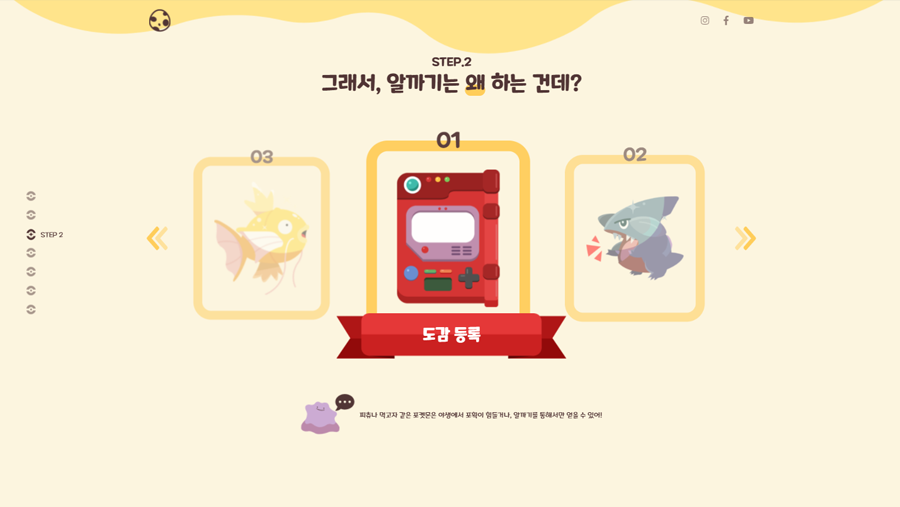 STEP.2
그래서, 알까기는 왜 하는 건데?
03
01
02
STEP 2
도감 등록
피츄나 먹고자 같은 포켓몬은 야생에서 포획이 힘들거나, 알까기를 통해서만 얻을 수 있어!